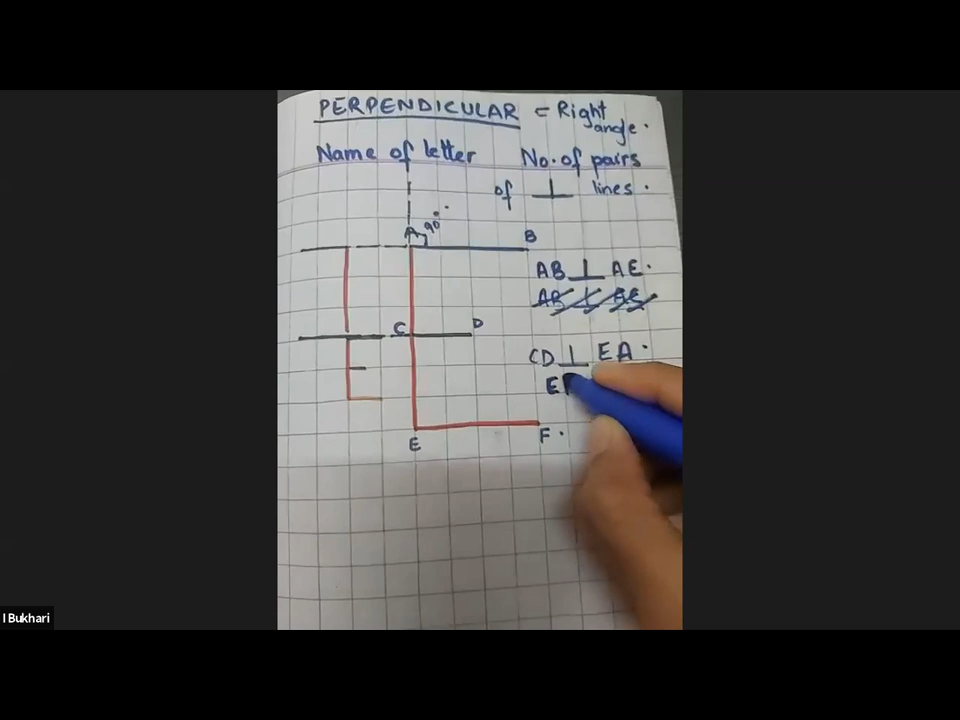 PERPENDICULAR = Right angle.
Name of letter No. of pairs
of ⊥ lines.
A 90°
B
AB ⊥ AE.
C D
CD ⊥ EA.
E
E F.
I Bukhari